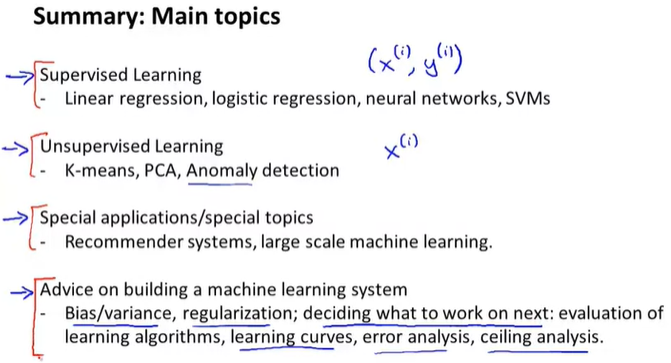 Summary: Main topics
(x^(i), y^(i))
Supervised Learning
- Linear regression, logistic regression, neural networks, SVMs
Unsupervised Learning
x^(i)
- K-means, PCA, Anomaly detection
Special applications/special topics
- Recommender systems, large scale machine learning.
Advice on building a machine learning system
- Bias/variance, regularization; deciding what to work on next: evaluation of
learning algorithms, learning curves, error analysis, ceiling analysis.